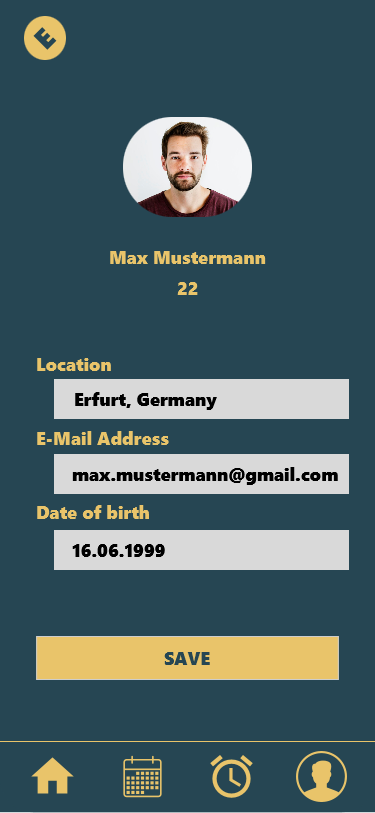 E
Max Mustermann
22
Location
Erfurt, Germany
E-Mail Address
max.mustermann@gmail.com
Date of birth
16.06.1999
SAVE